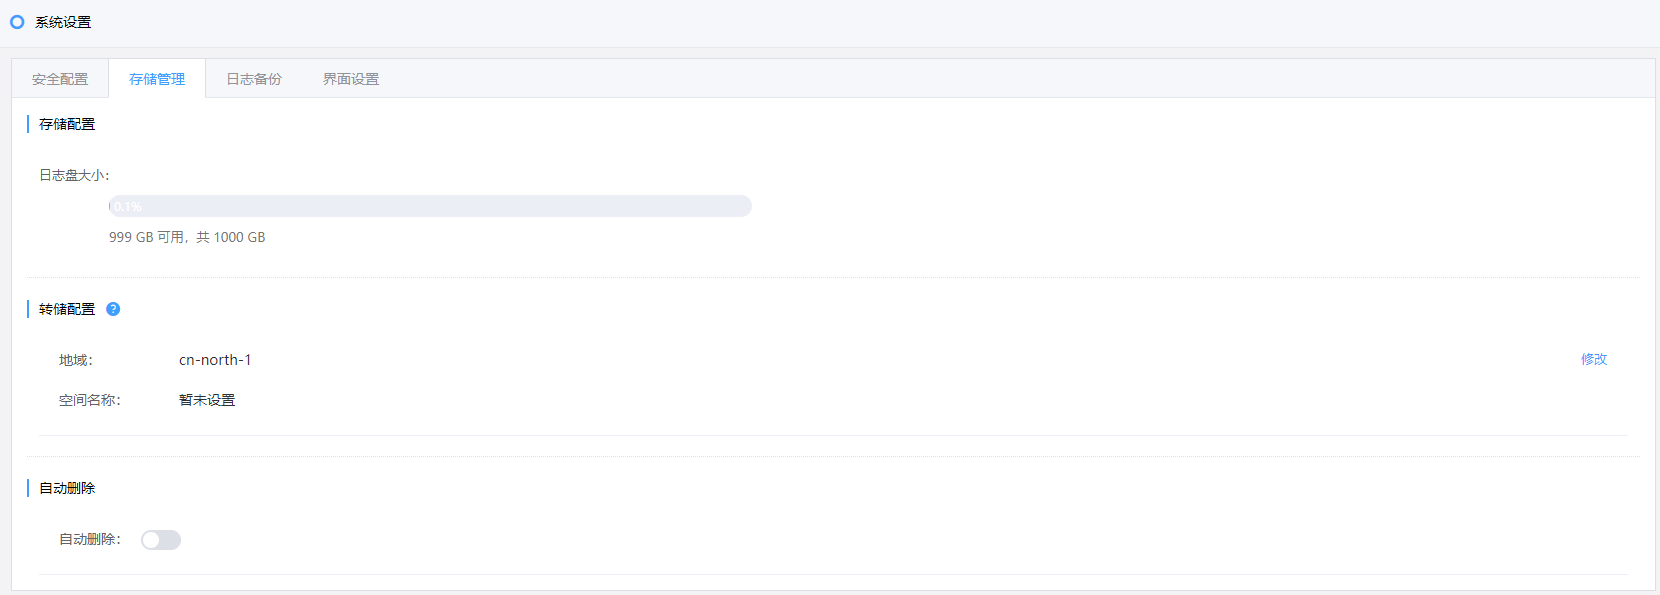 系统设置
安全配置 存储管理 日志备份 界面设置
存储配置
日志盘大小：
0.1%
999 GB 可用，共 1000 GB
转储配置 ?
地域： cn-north-1 修改
空间名称： 暂未设置
自动删除
自动删除：